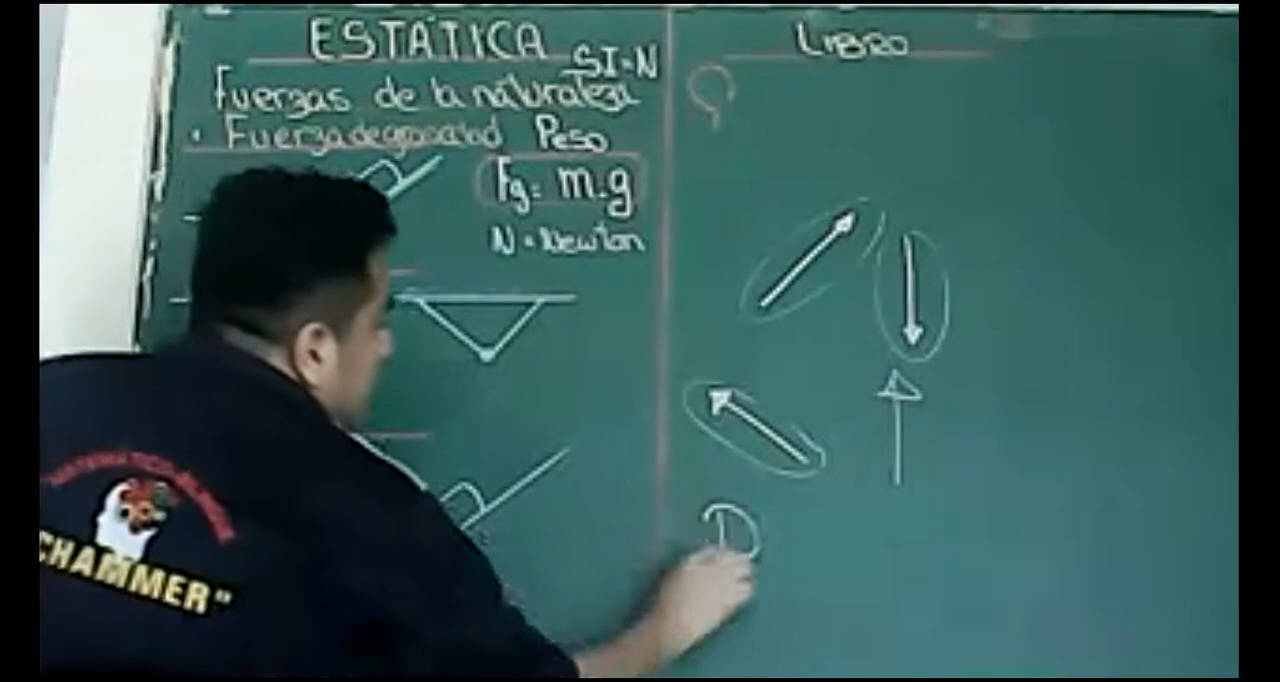 ESTÁTICA
SI=N
Fuerzas de la naturaleza
• Fuerza de gravedad Peso
Fg = m.g
N = Newton
LIBRO
D
CHAMMER"